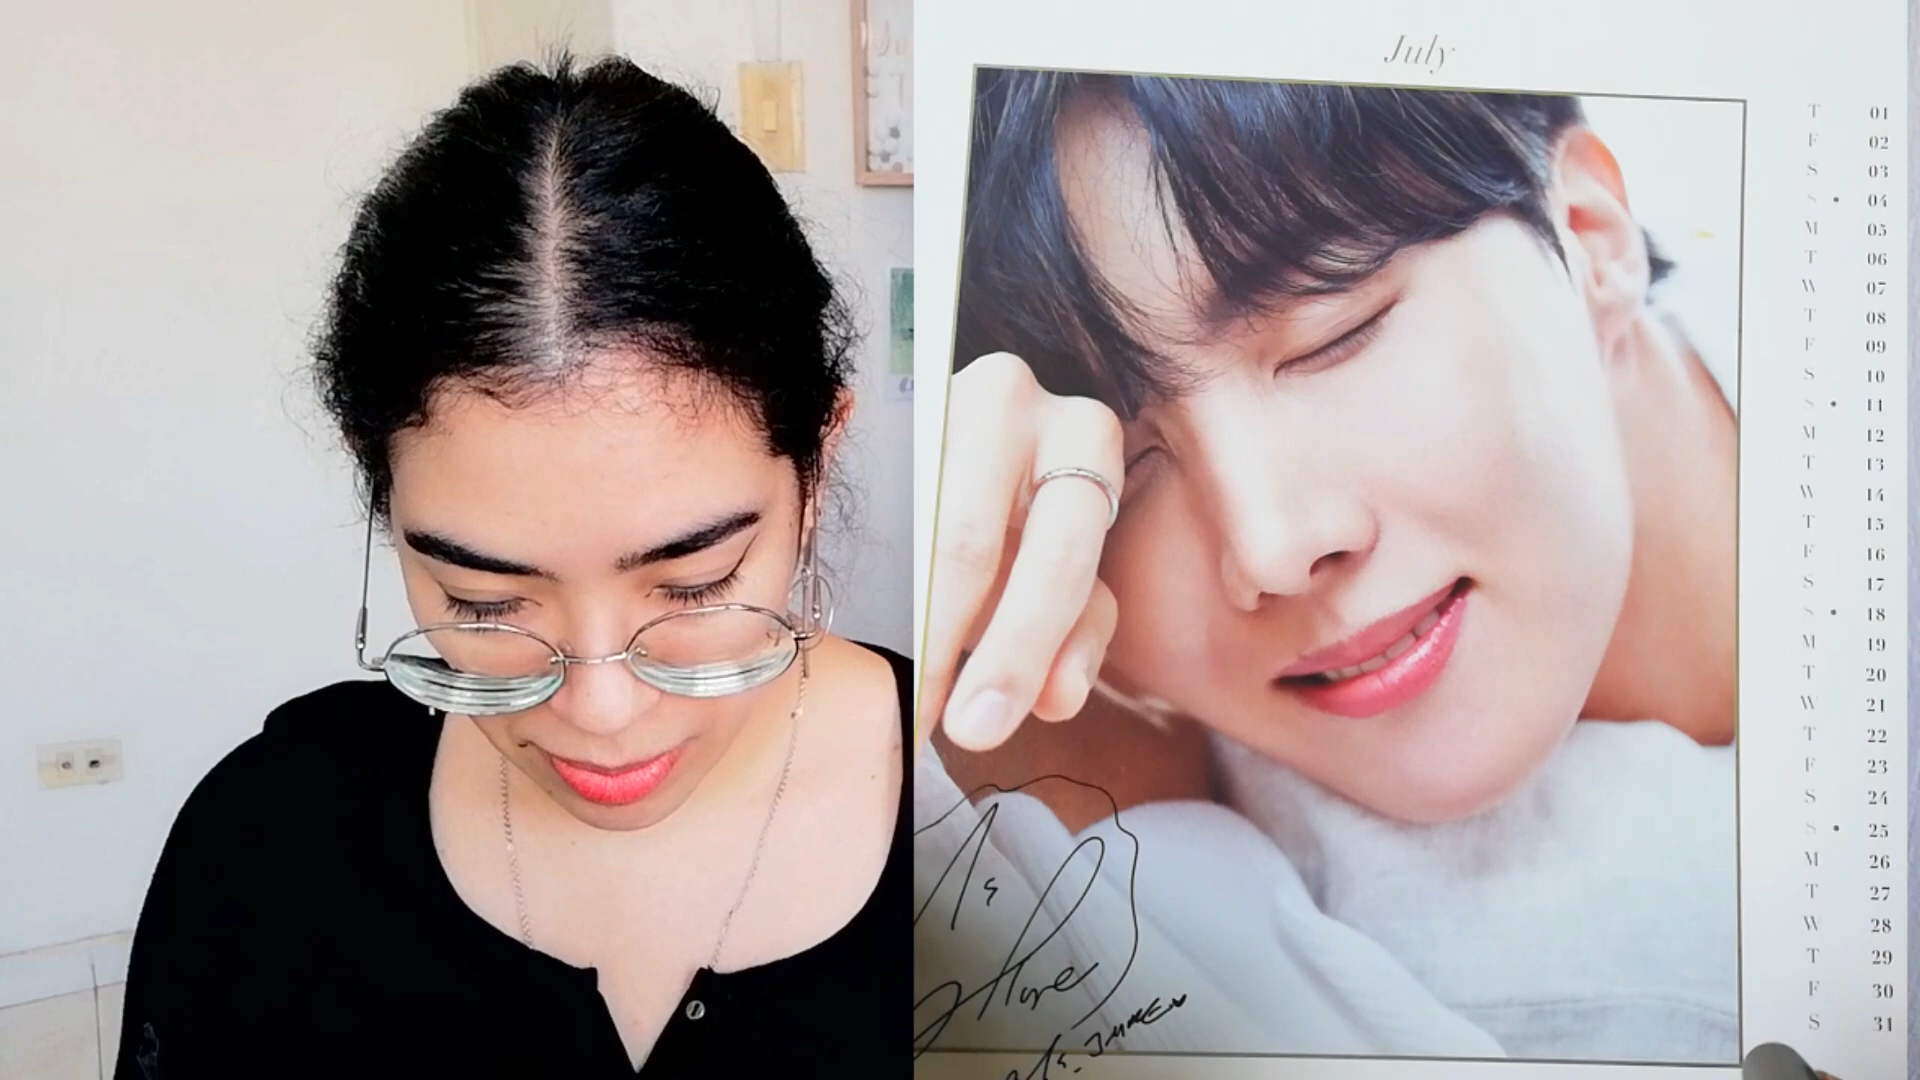 July
T 01
F 02
S 03
S • 04
M 05
T 06
W 07
T 08
F 09
S 10
S • 11
M 12
T 13
W 14
T 15
F 16
S 17
S • 18
M 19
T 20
W 21
T 22
F 23
S 24
S • 25
M 26
T 27
W 28
T 29
F 30
S 31
Hope